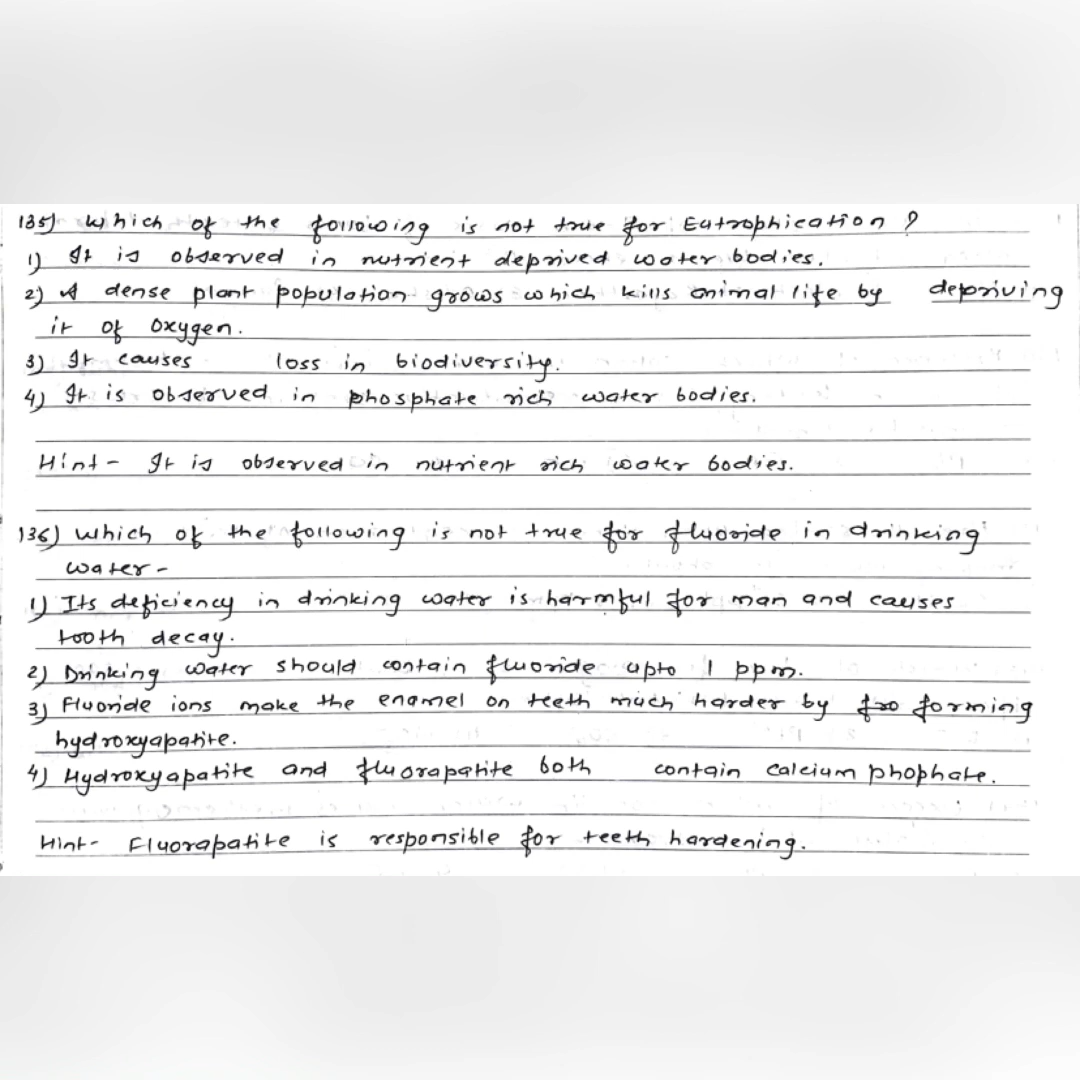 135) Which of the following is not true for Eutrophication ?
1) It is observed in nutrient deprived water bodies.
2) A dense plant population grows which kills animal life by depriving
it of oxygen.
3) It causes loss in biodiversity.
4) It is observed in phosphate rich water bodies.
Hint - It is observed in nutrient rich water bodies.
136) which of the following is not true for fluoride in drinking
water -
1) Its deficiency in drinking water is harmful for man and causes
tooth decay.
2) Drinking water should contain fluoride upto 1 ppm.
3) Fluoride ions make the enamel on teeth much harder by fro forming
hydroxyapatite.
4) Hydroxyapatite and fluorapatite both contain calcium phophate.
Hint - Fluorapatite is responsible for teeth hardening.